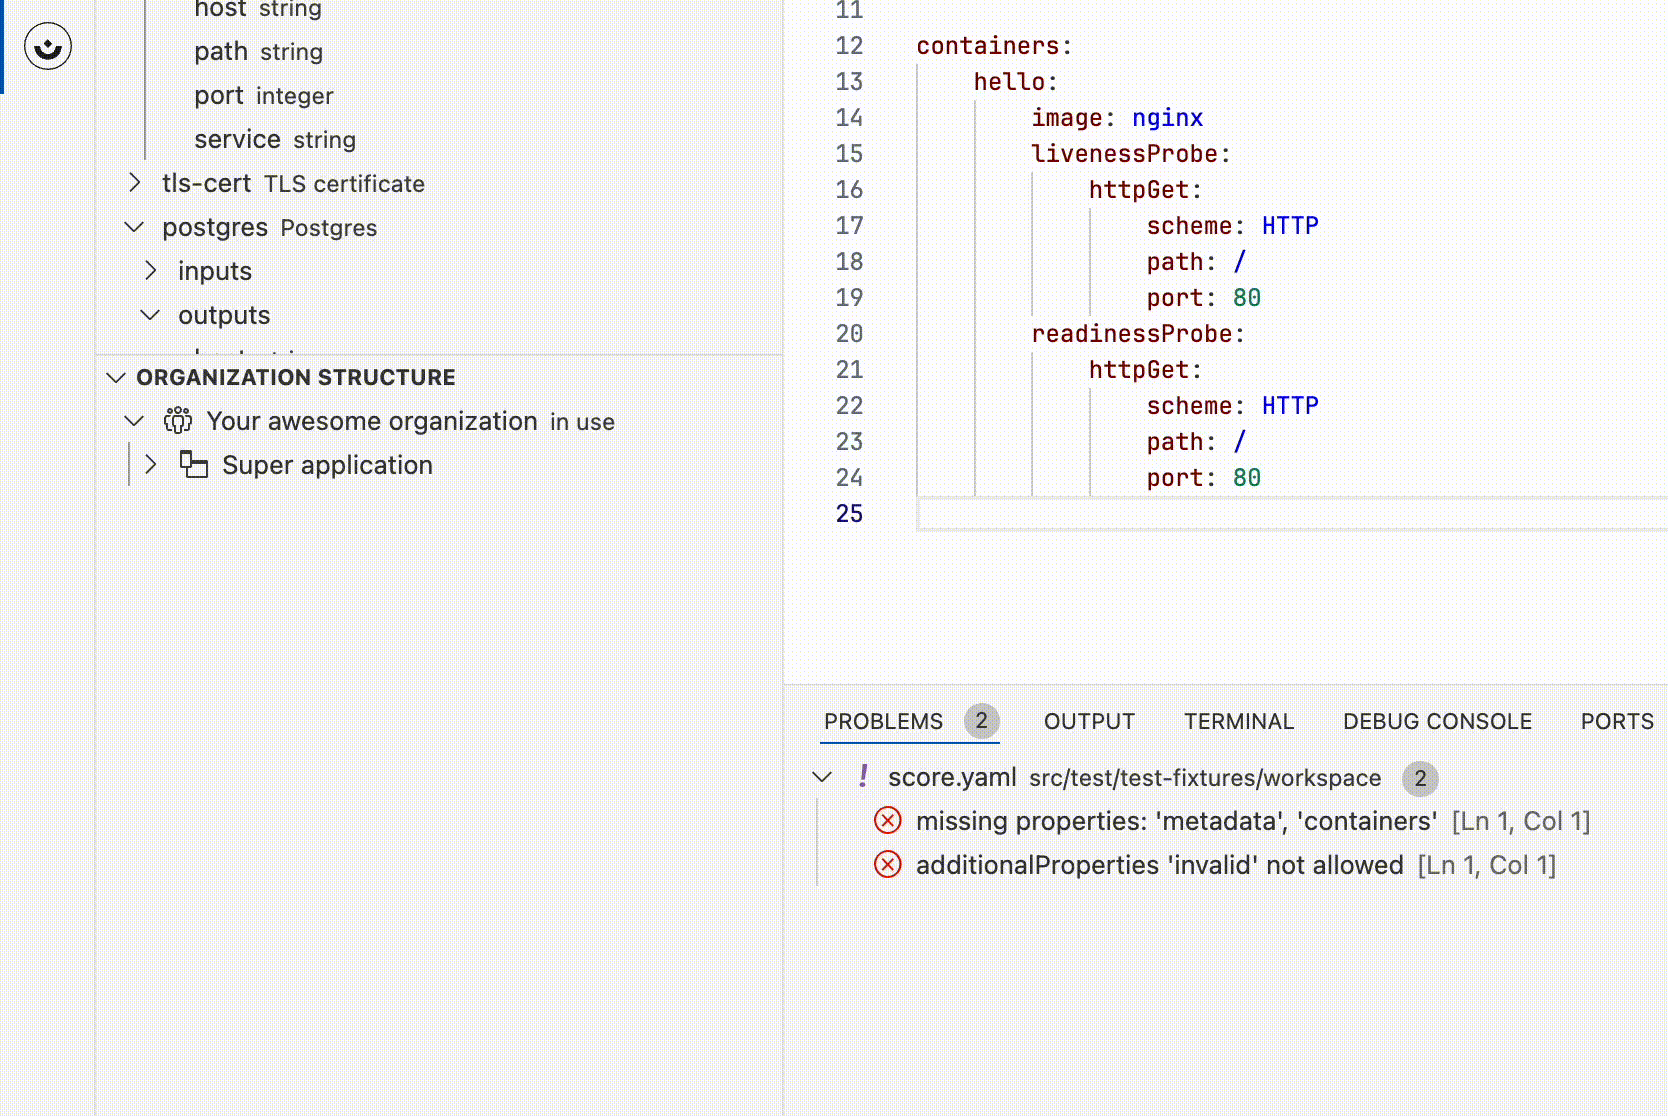 host string
path string
port integer
service string
tls-cert TLS certificate
postgres Postgres
inputs
outputs
ORGANIZATION STRUCTURE
Your awesome organization in use
Super application
11
12 containers:
13 hello:
14 image: nginx
15 livenessProbe:
16 httpGet:
17 scheme: HTTP
18 path: /
19 port: 80
20 readinessProbe:
21 httpGet:
22 scheme: HTTP
23 path: /
24 port: 80
25
PROBLEMS 2 OUTPUT TERMINAL DEBUG CONSOLE PORTS
! score.yaml src/test/test-fixtures/workspace 2
missing properties: 'metadata', 'containers' [Ln 1, Col 1]
additionalProperties 'invalid' not allowed [Ln 1, Col 1]